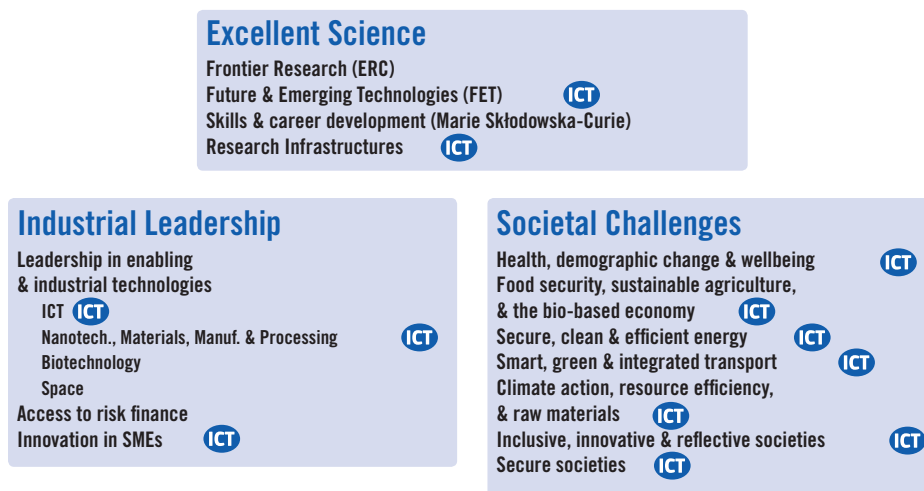 Excellent Science
Frontier Research (ERC)
Future & Emerging Technologies (FET) ICT
Skills & career development (Marie Skłodowska-Curie)
Research Infrastructures ICT
Industrial Leadership
Leadership in enabling
& industrial technologies
ICT ICT
Nanotech., Materials, Manuf. & Processing ICT
Biotechnology
Space
Access to risk finance
Innovation in SMEs ICT
Societal Challenges
Health, demographic change & wellbeing ICT
Food security, sustainable agriculture,
& the bio-based economy ICT
Secure, clean & efficient energy ICT
Smart, green & integrated transport ICT
Climate action, resource efficiency,
& raw materials ICT
Inclusive, innovative & reflective societies ICT
Secure societies ICT